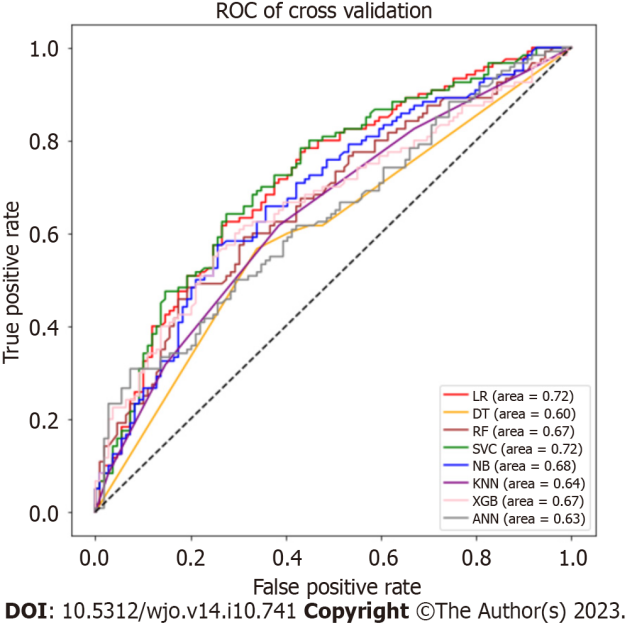 ROC of cross validation
True positive rate
1.0
0.8
0.6
0.4
0.2
0.0
LR (area = 0.72)
DT (area = 0.60)
RF (area = 0.67)
SVC (area = 0.72)
NB (area = 0.68)
KNN (area = 0.64)
XGB (area = 0.67)
ANN (area = 0.63)
0.0 0.2 0.4 0.6 0.8 1.0
False positive rate
DOI: 10.5312/wjo.v14.i10.741 Copyright ©The Author(s) 2023.